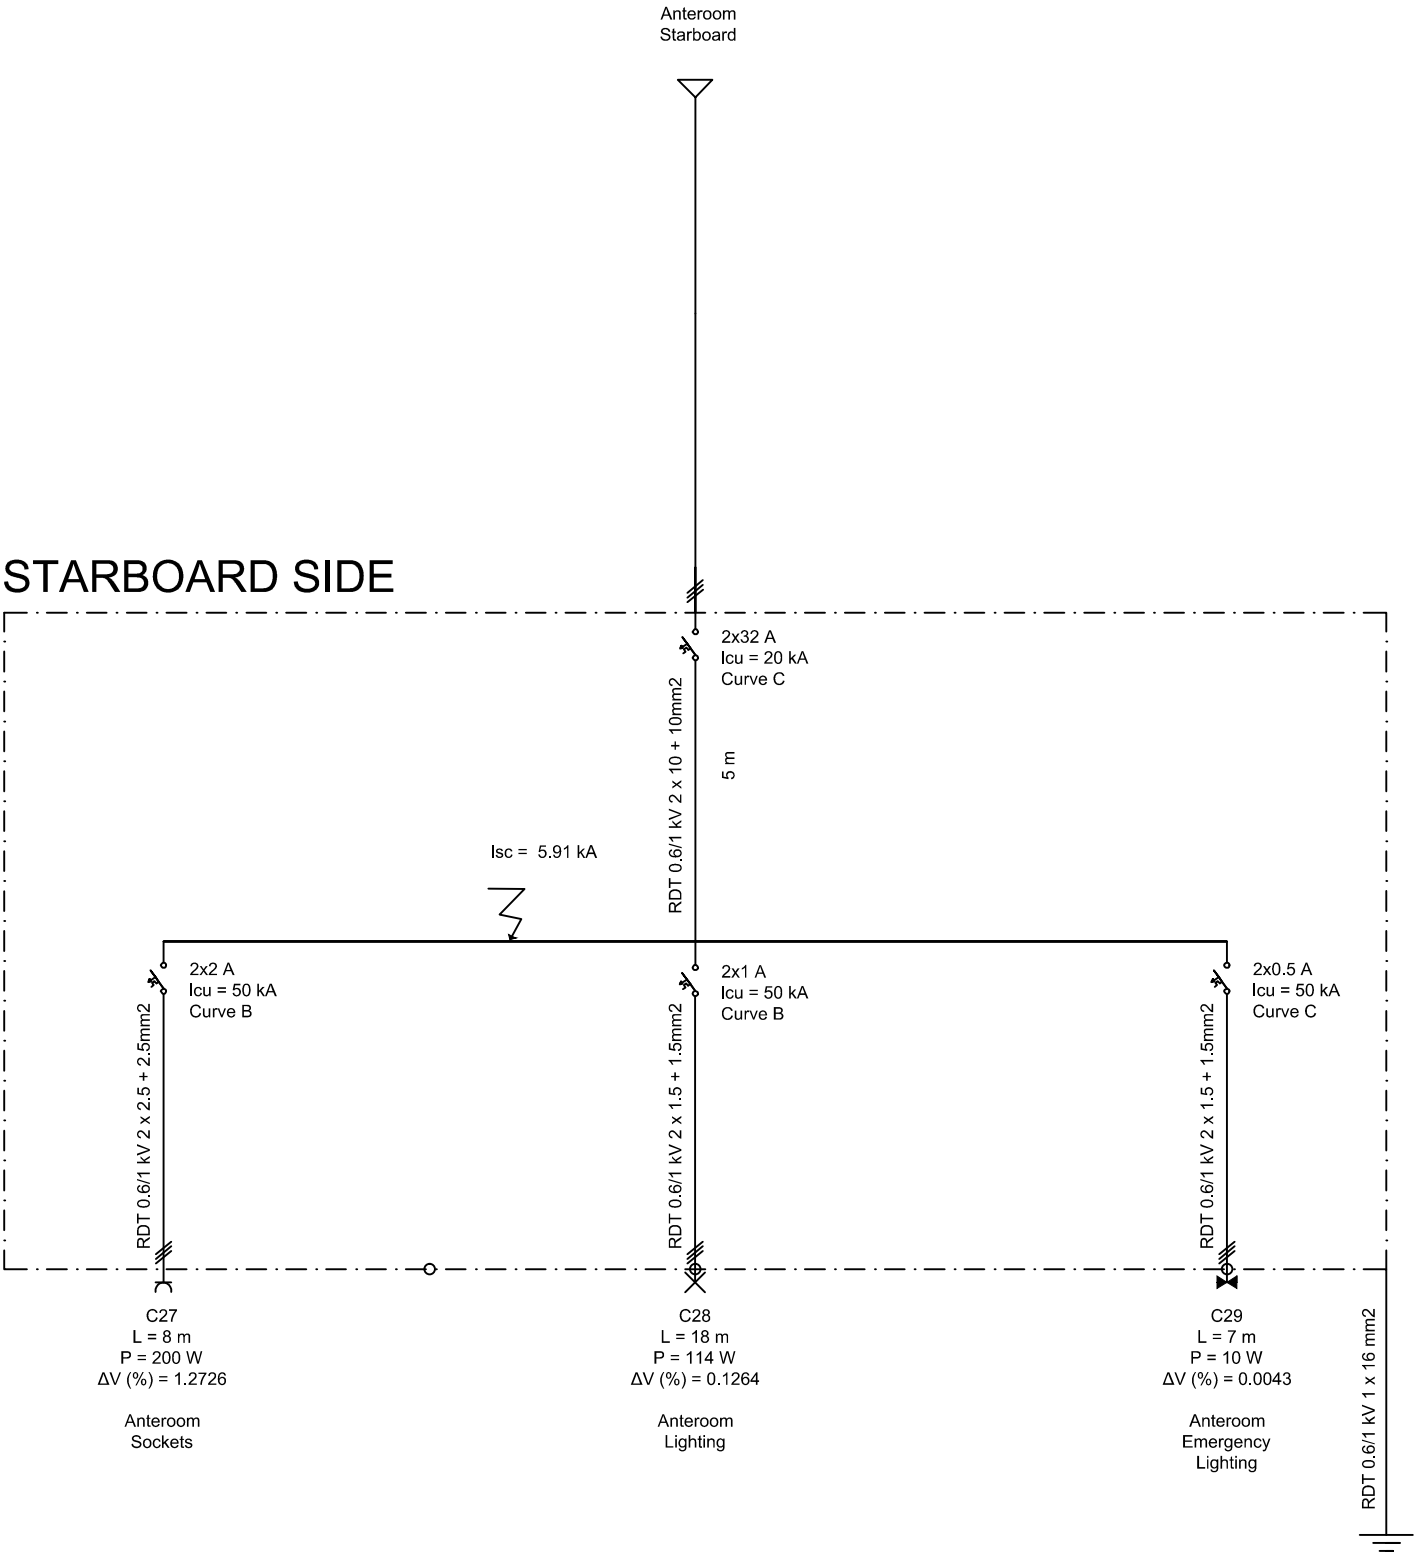 Anteroom
Starboard
STARBOARD SIDE
2x32 A
Icu = 20 kA
Curve C
RDT 0.6/1 kV 2 x 10 + 10mm2
5 m
Isc =  5.91 kA
2x2 A
Icu = 50 kA
Curve B
RDT 0.6/1 kV 2 x 2.5 + 2.5mm2
2x1 A
Icu = 50 kA
Curve B
RDT 0.6/1 kV 2 x 1.5 + 1.5mm2
2x0.5 A
Icu = 50 kA
Curve C
RDT 0.6/1 kV 2 x 1.5 + 1.5mm2
C27
L = 8 m
P = 200 W
ΔV (%) = 1.2726
Anteroom
Sockets
C28
L = 18 m
P = 114 W
ΔV (%) = 0.1264
Anteroom
Lighting
C29
L = 7 m
P = 10 W
ΔV (%) = 0.0043
Anteroom
Emergency
Lighting
RDT 0.6/1 kV 1 x 16 mm2